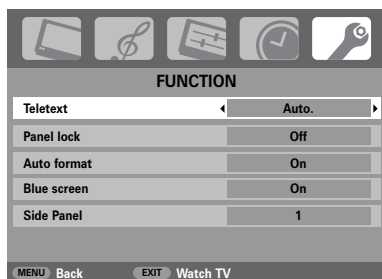 FUNCTION
Teletext Auto.
Panel lock Off
Auto format On
Blue screen On
Side Panel 1
MENU Back EXIT Watch TV